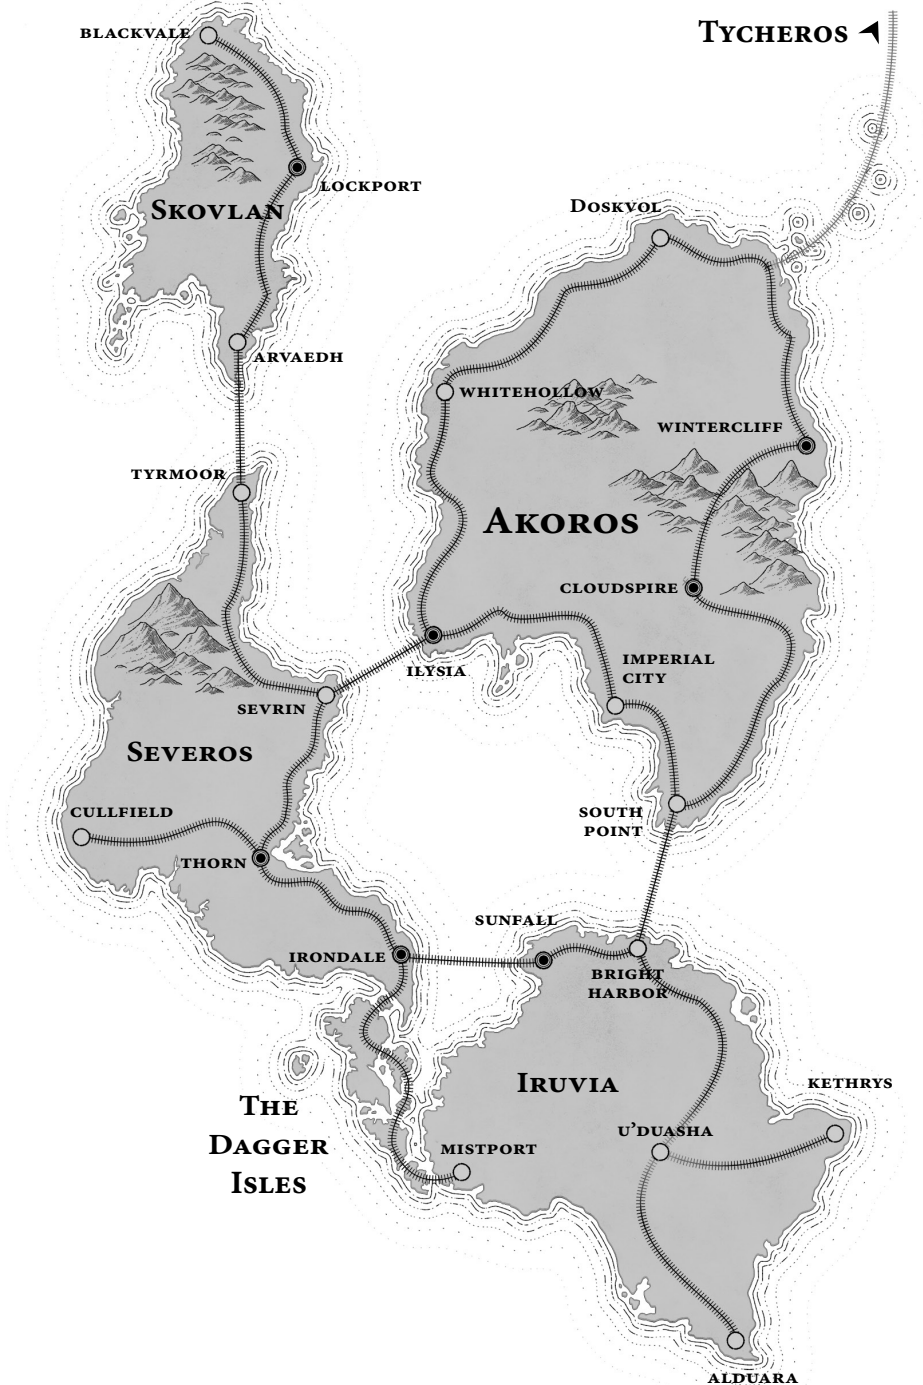 Tycheros
Blackvale
Lockport
Skovlan
Doskvol
Arvaedh
Whitehollow
Wintercliff
Tyrmoor
Akoros
Cloudspire
Ilysia
Imperial
City
Sevrin
Severos
Cullfield
South
Point
Thorn
Sunfall
Irondale
Bright
Harbor
Iruvia
Kethrys
The
Dagger
Isles
U'Duasha
Mistport
Alduara